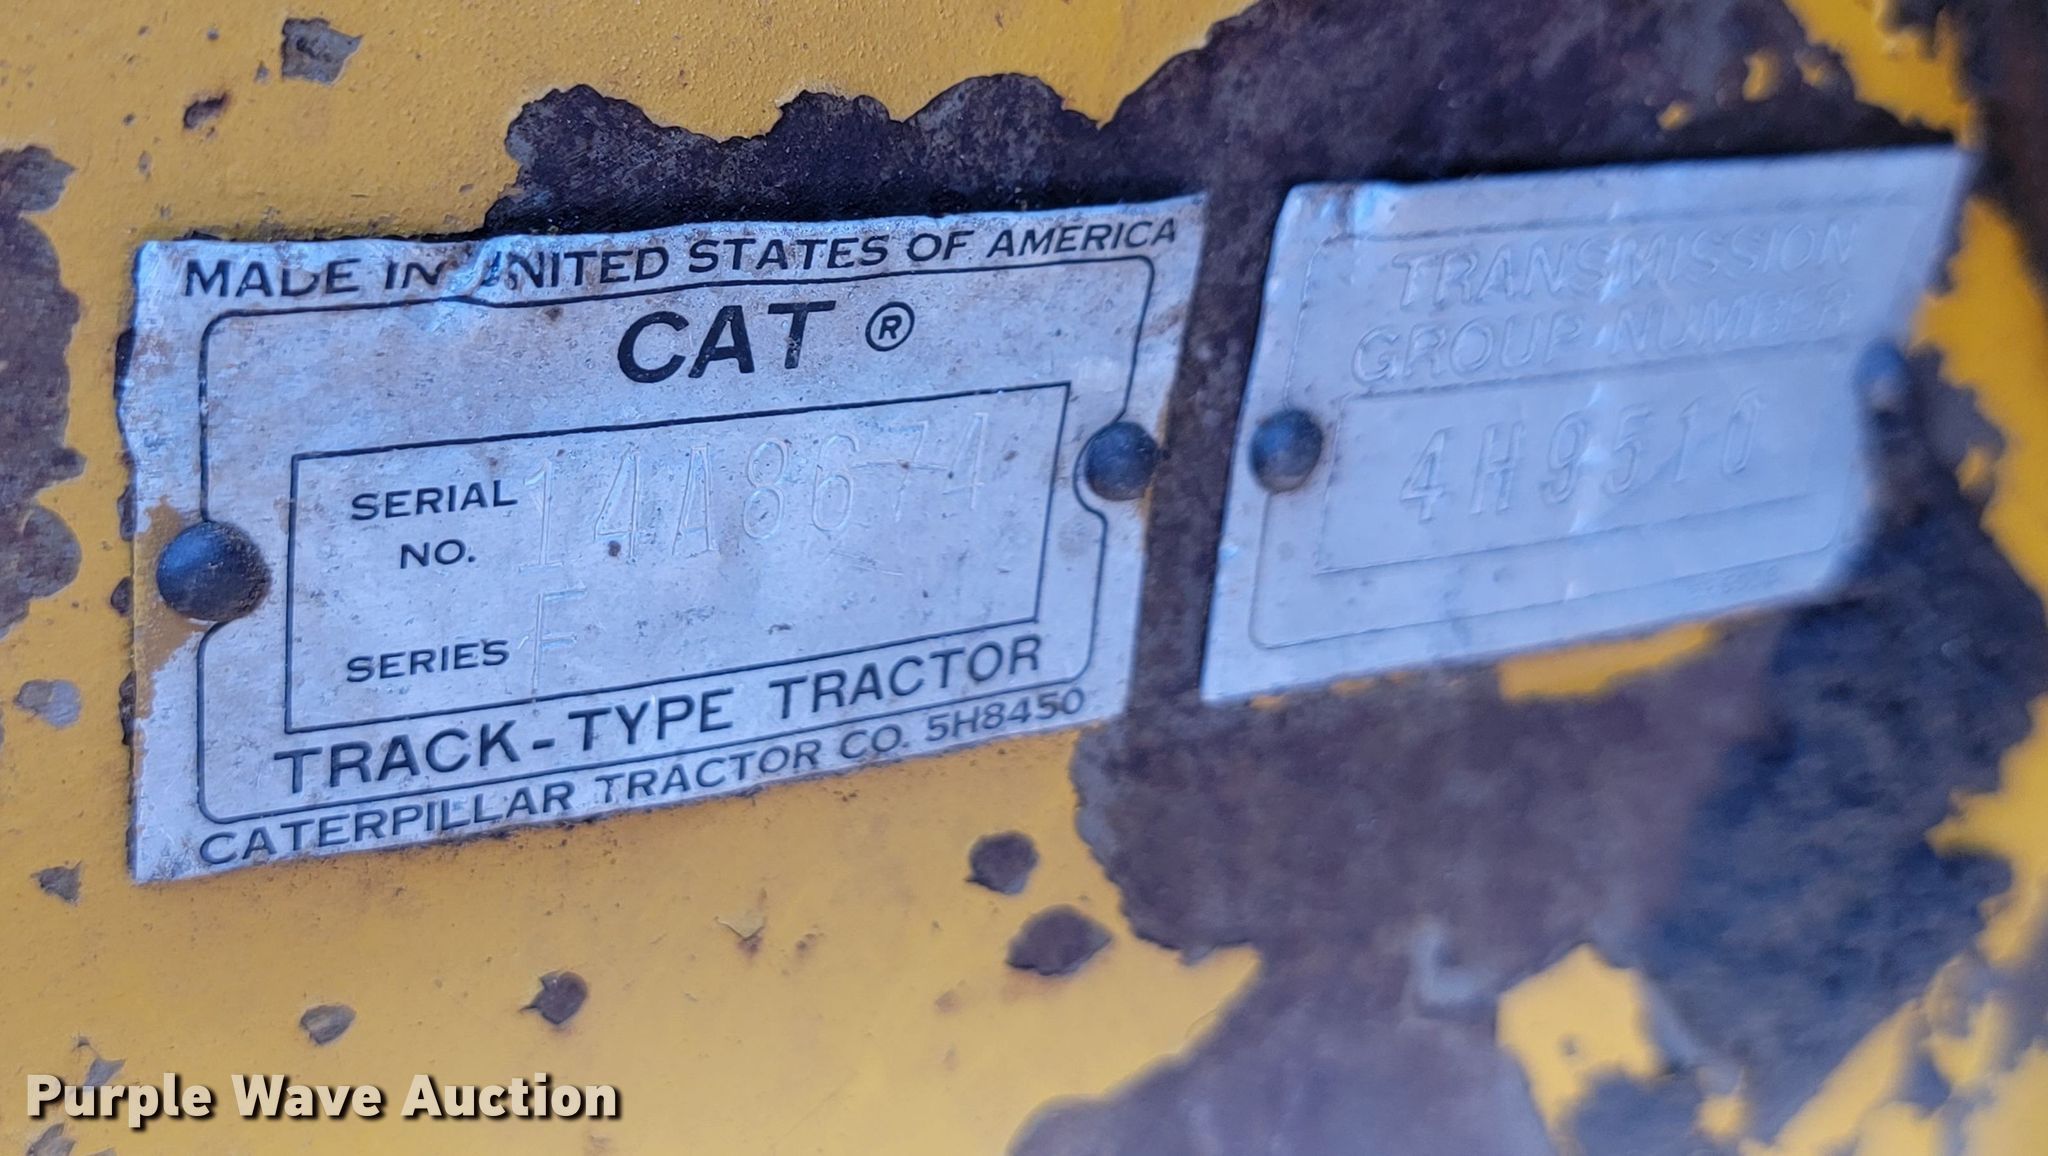 MADE IN UNITED STATES OF AMERICA
CAT ®
SERIAL NO. 14A8674
SERIES F
TRACK-TYPE TRACTOR
CATERPILLAR TRACTOR CO. 5H8450
TRANSMISSION
GROUP NUMBER
4H9510
Purple Wave Auction